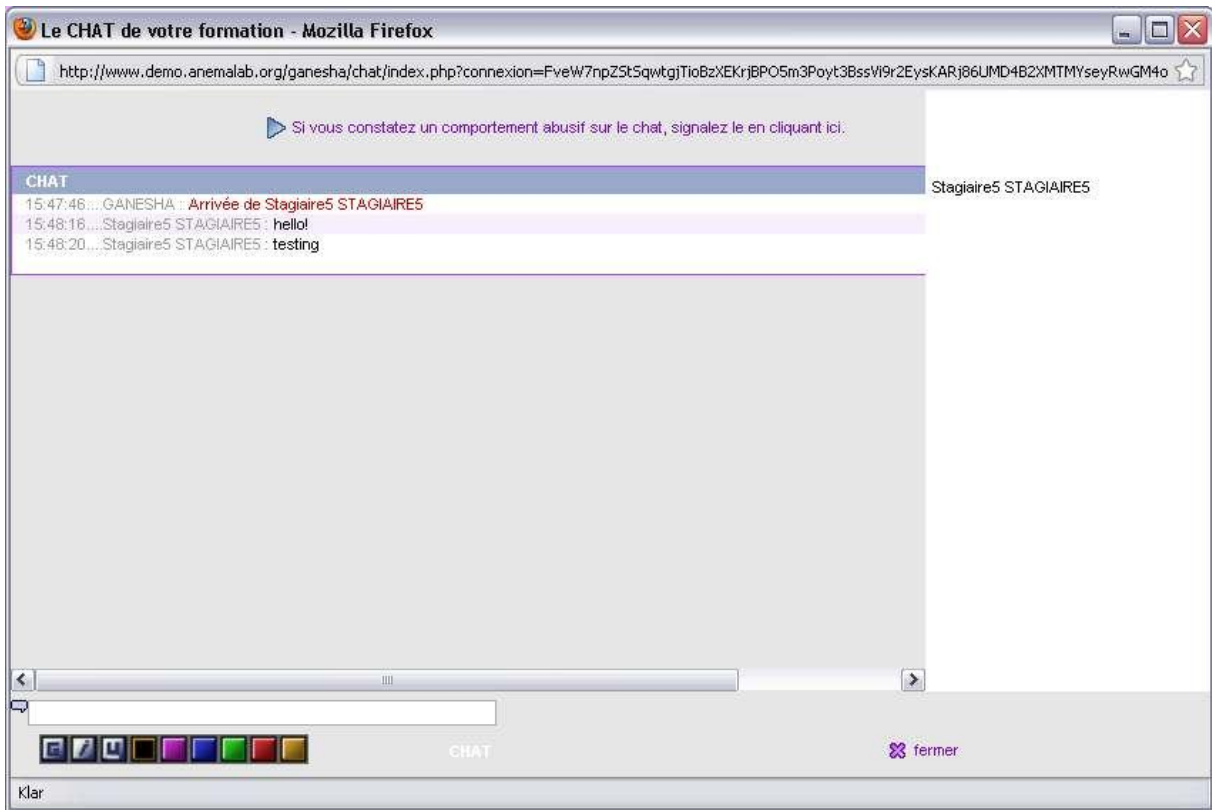 Le CHAT de votre formation - Mozilla Firefox
http://www.demo.anemalab.org/ganesha/chat/index.php?connexion=FveW7npZSt5qwtgjTioBzXEKrjBPO5m3Poyt3BssVi9r2EysKARj86UMD4B2XMTMYseyRwGM4o
Si vous constatez un comportement abusif sur le chat, signalez le en cliquant ici.
CHAT
Stagiaire5 STAGIAIRE5
15:47:46....GANESHA : Arrivée de Stagiaire5 STAGIAIRE5
15:48:16....Stagiaire5 STAGIAIRE5 : hello!
15:48:20....Stagiaire5 STAGIAIRE5 : testing
G i U
CHAT
fermer
Klar